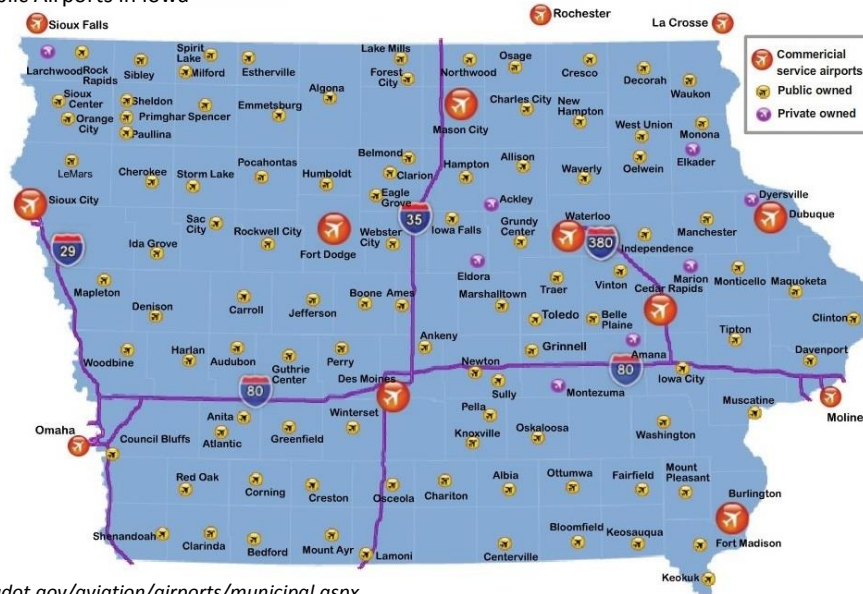 Sioux Falls
Rochester
La Crosse
Commericial
service airports
Public owned
Private owned
Larchwood
Rock
Rapids
Sibley
Spirit
Lake
Milford
Estherville
Lake Mills
Forest
City
Northwood
Osage
Cresco
Decorah
Waukon
Sioux
Center
Orange
City
Sheldon
Primghar
Spencer
Paullina
Emmetsburg
Algona
Mason City
Charles City
New
Hampton
West Union
Monona
Oelwein
Elkader
LeMars
Cherokee
Storm Lake
Pocahontas
Humboldt
Belmond
Clarion
Eagle
Grove
Hampton
Allison
Waverly
Ackley
Dyersville
Dubuque
Sioux City
Sac
City
Rockwell City
Fort Dodge
Webster
City
35
Iowa Falls
Grundy
Center
Waterloo
380
Independence
Manchester
29
Ida Grove
Eldora
Marion
Monticello
Maquoketa
Mapleton
Denison
Carroll
Jefferson
Boone
Ames
Marshalltown
Traer
Vinton
Cedar Rapids
Toledo
Belle
Plaine
Tipton
Clinton
Woodbine
Harlan
Audubon
Guthrie
Center
Perry
Ankeny
Grinnell
Amana
Davenport
Des Moines
Newton
Sully
80
80
Iowa City
Montezuma
Muscatine
Moline
Omaha
Council Bluffs
Anita
Atlantic
Greenfield
Winterset
Pella
Knoxville
Oskaloosa
Washington
Red Oak
Corning
Creston
Osceola
Chariton
Albia
Ottumwa
Fairfield
Mount
Pleasant
Burlington
Shenandoah
Clarinda
Bedford
Mount Ayr
Lamoni
Centerville
Bloomfield
Keosauqua
Fort Madison
Keokuk
dot.gov/aviation/airports/municipal.aspx